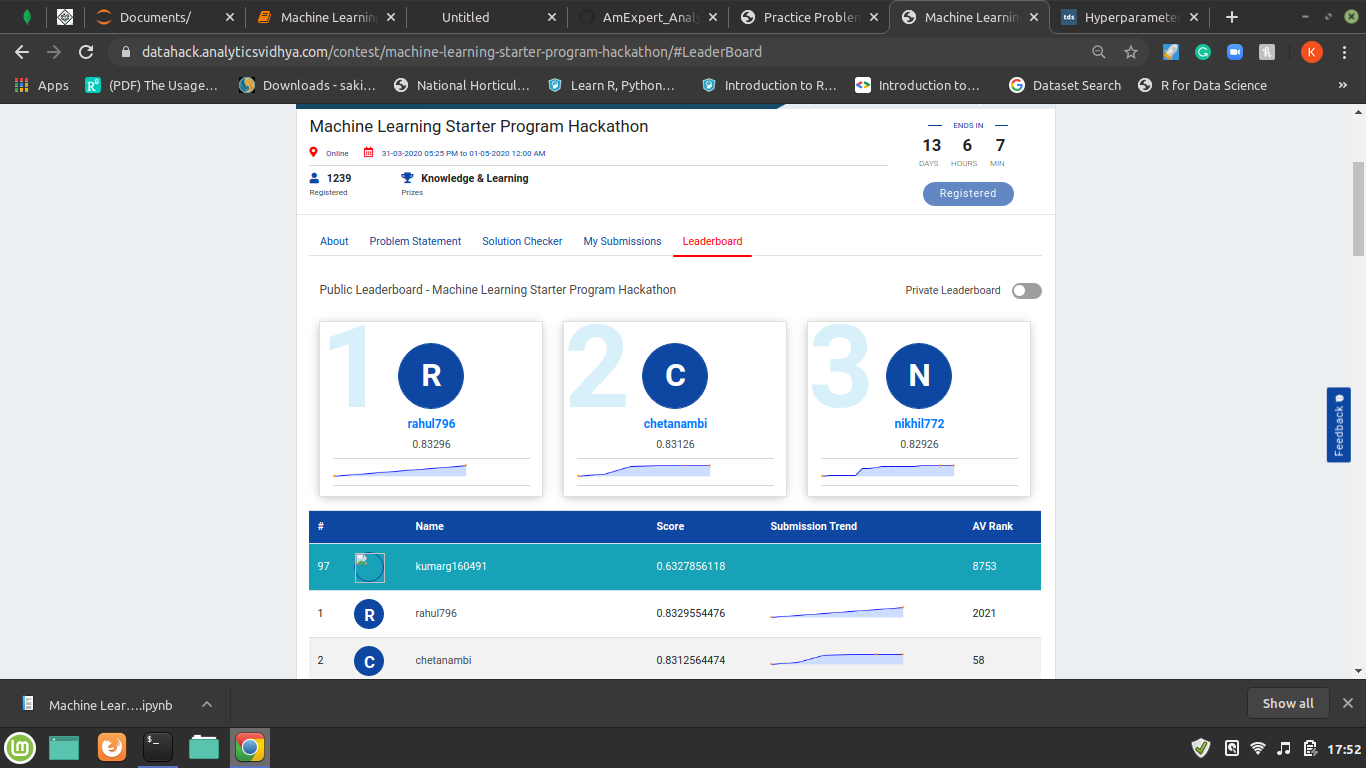 Documents/
Machine Learnin
Untitled
AmExpert_Analy
Practice Problem
Machine Learnin
tds
Hyperparameter
datahack.analyticsvidhya.com/contest/machine-learning-starter-program-hackathon/#LeaderBoard
K
Apps
(PDF) The Usage...
Downloads - saki...
National Horticul...
Learn R, Python...
Introduction to R...
Introduction to...
Dataset Search
R for Data Science
»
Machine Learning Starter Program Hackathon
ENDS IN
13 6 7
DAYS HOURS MIN
Online 31-03-2020 05:25 PM to 01-05-2020 12:00 AM
1239 Knowledge & Learning
Registered Prizes
Registered
About Problem Statement Solution Checker My Submissions Leaderboard
Public Leaderboard - Machine Learning Starter Program Hackathon
Private Leaderboard
1 R
rahul796
0.83296
2 C
chetanambi
0.83126
3 N
nikhil772
0.82926
Feedback
# Name Score Submission Trend AV Rank
97 kumarg160491 0.6327856118 8753
1 R rahul796 0.8329554476 2021
2 C chetanambi 0.8312564474 58
Machine Lear....ipynb
Show all
17:52